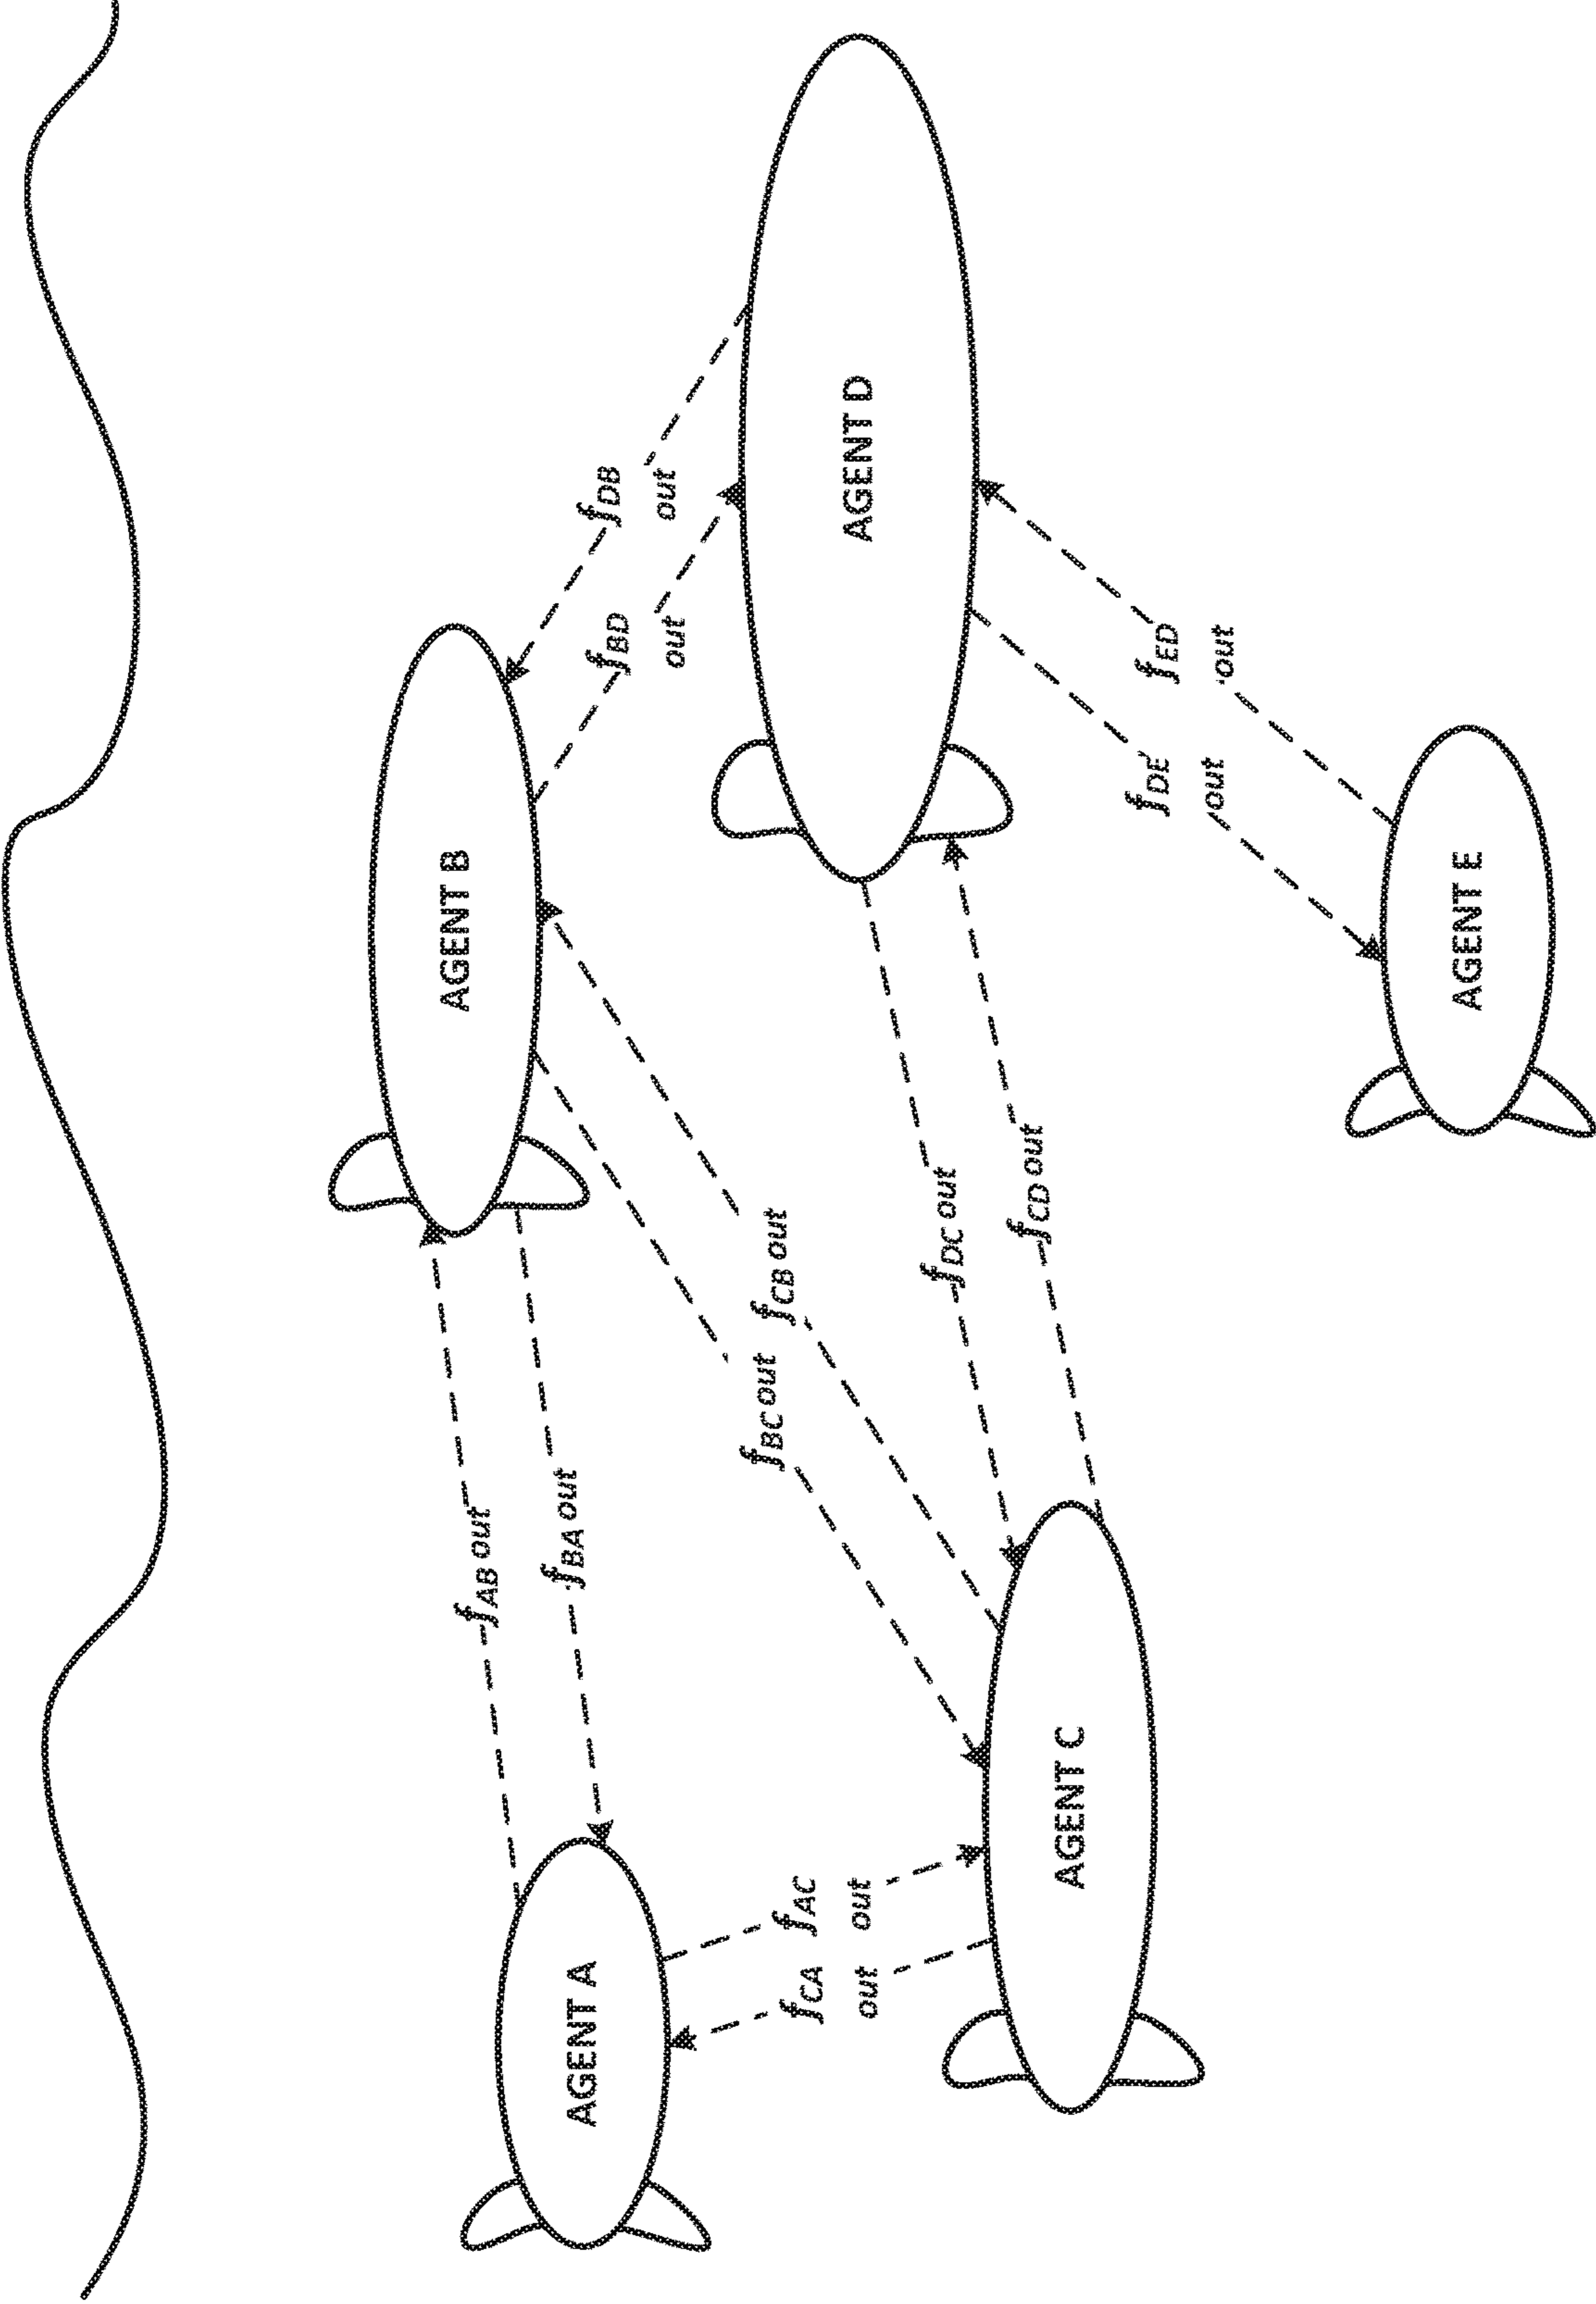 f_AB out
AGENT B
f_BA out
f_DB
out
f_BD
out
AGENT A
f_BC out
f_CB out
AGENT D
f_CA
out
f_AC
out
f_DC out
f_CD out
AGENT C
f_DE
out
f_ED
out
AGENT E